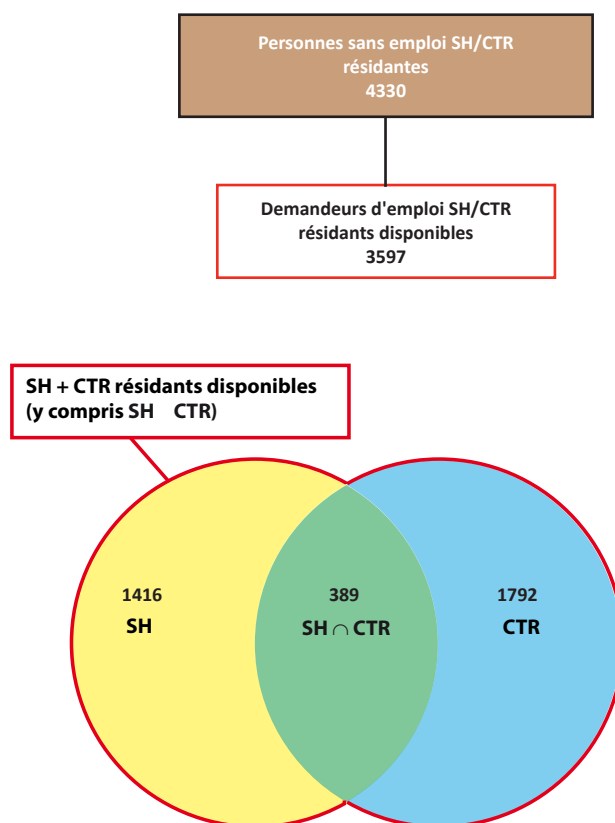 Personnes sans emploi SH/CTR
résidantes
4330
Demandeurs d'emploi SH/CTR
résidants disponibles
3597
SH + CTR résidants disponibles
(y compris SH CTR)
1416
SH
389
SH ∩ CTR
1792
CTR